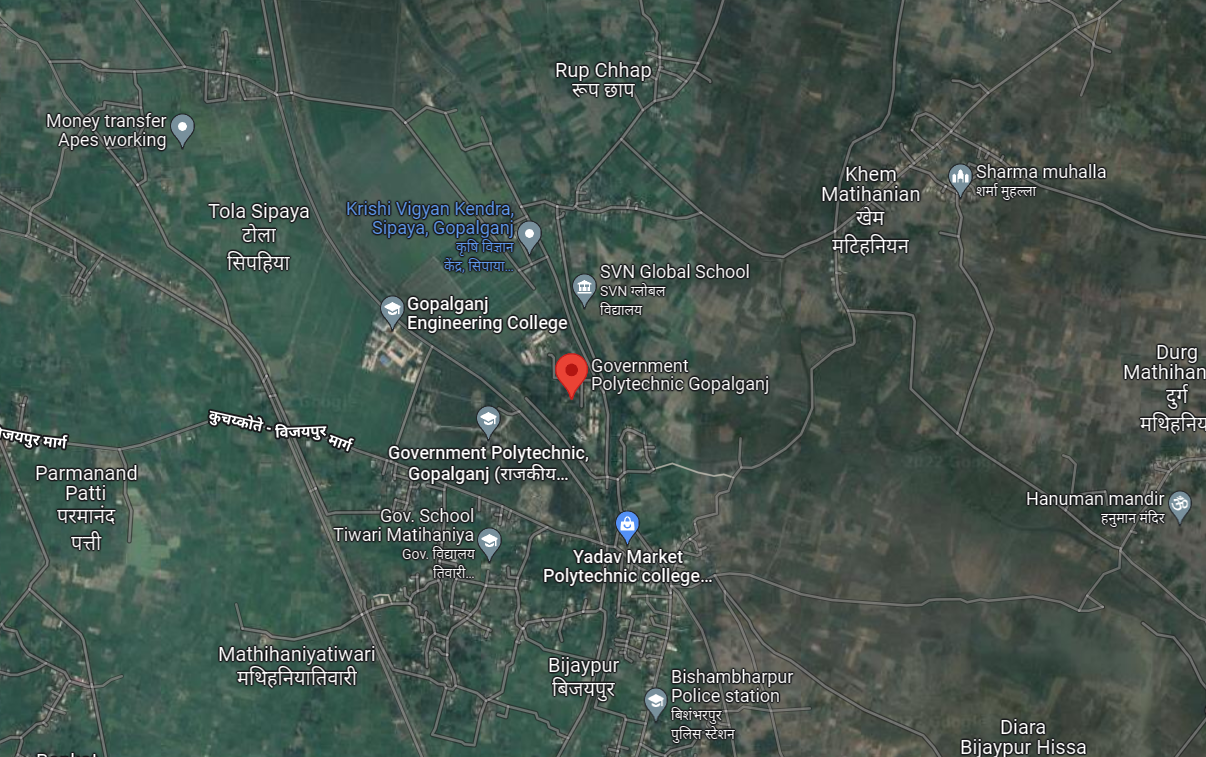 Rup Chhap
रूप छाप
Money transfer
Apes working
Khem
Matihanian
खेम
मटिहनियन
Sharma muhalla
शर्मा मुहल्ला
Tola Sipaya
टोला
सिपहिया
Krishi Vigyan Kendra,
Sipaya, Gopalganj
कृषि विज्ञान
केंद्र, सिपाया...
SVN Global School
SVN ग्लोबल
विद्यालय
Gopalganj
Engineering College
Government
Polytechnic Gopalganj
Durg
Mathihan
दुर्ग
मथिहनिय
कुचय्कोते - विजयपुर मार्ग
जयपुर मार्ग
Government Polytechnic,
Gopalganj (राजकीय...
Parmanand
Patti
परमानंद
पत्ती
Gov. School
Tiwari Matihaniya
Gov. विद्यालय
तिवारी...
Hanuman mandir
हनुमान मंदिर
Yadav Market
Polytechnic college...
Mathihaniyatiwari
मथिहनियातिवारी
Bijaypur
बिजयपुर
Bishambharpur
Police station
बिशंभरपुर
पुलिस स्टेशन
Diara
Bijaypur Hissa